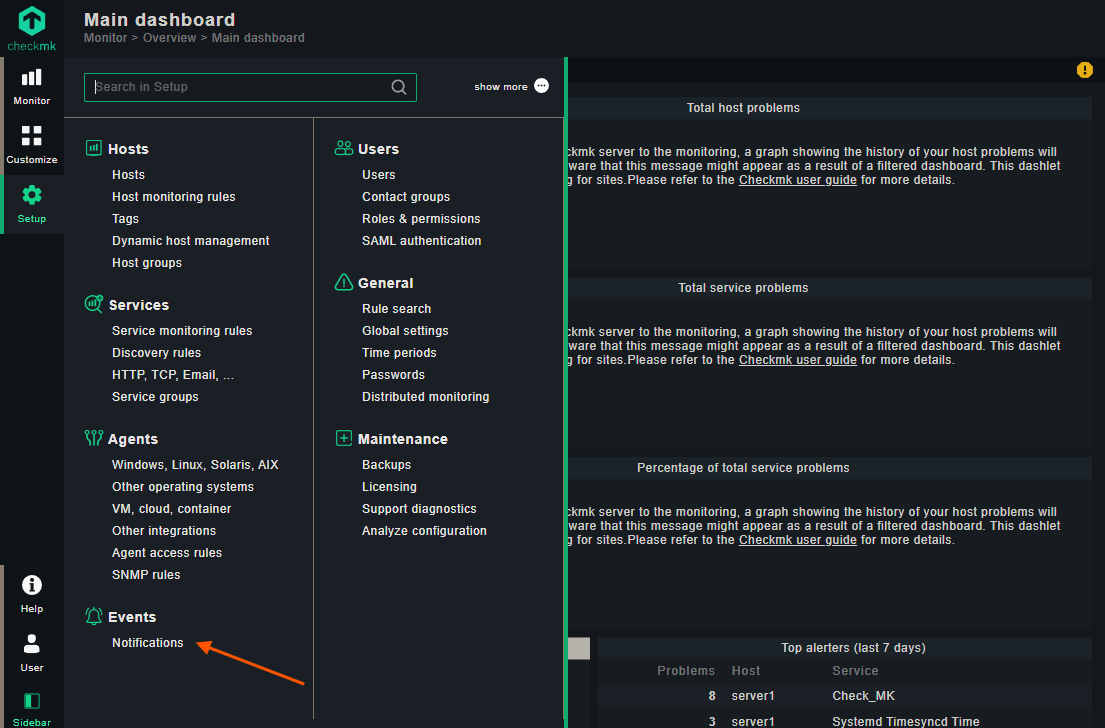 Main dashboard
Monitor > Overview > Main dashboard
checkmk
Monitor
Customize
Setup
Search in Setup
show more
Hosts
Hosts
Host monitoring rules
Tags
Dynamic host management
Host groups
Services
Service monitoring rules
Discovery rules
HTTP, TCP, Email, ...
Service groups
Agents
Windows, Linux, Solaris, AIX
Other operating systems
VM, cloud, container
Other integrations
Agent access rules
SNMP rules
Events
Notifications
Users
Users
Contact groups
Roles & permissions
SAML authentication
General
Rule search
Global settings
Time periods
Passwords
Distributed monitoring
Maintenance
Backups
Licensing
Support diagnostics
Analyze configuration
Total host problems
ckmk server to the monitoring, a graph showing the history of your host problems will
ware that this message might appear as a result of a filtered dashboard. This dashlet
g for sites.Please refer to the Checkmk user guide for more details.
Total service problems
ckmk server to the monitoring, a graph showing the history of your host problems will
ware that this message might appear as a result of a filtered dashboard. This dashlet
g for sites.Please refer to the Checkmk user guide for more details.
Percentage of total service problems
ckmk server to the monitoring, a graph showing the history of your host problems will
ware that this message might appear as a result of a filtered dashboard. This dashlet
g for sites.Please refer to the Checkmk user guide for more details.
Top alerters (last 7 days)
Problems Host Service
8 server1 Check_MK
3 server1 Systemd Timesyncd Time
Help
User
Sidebar